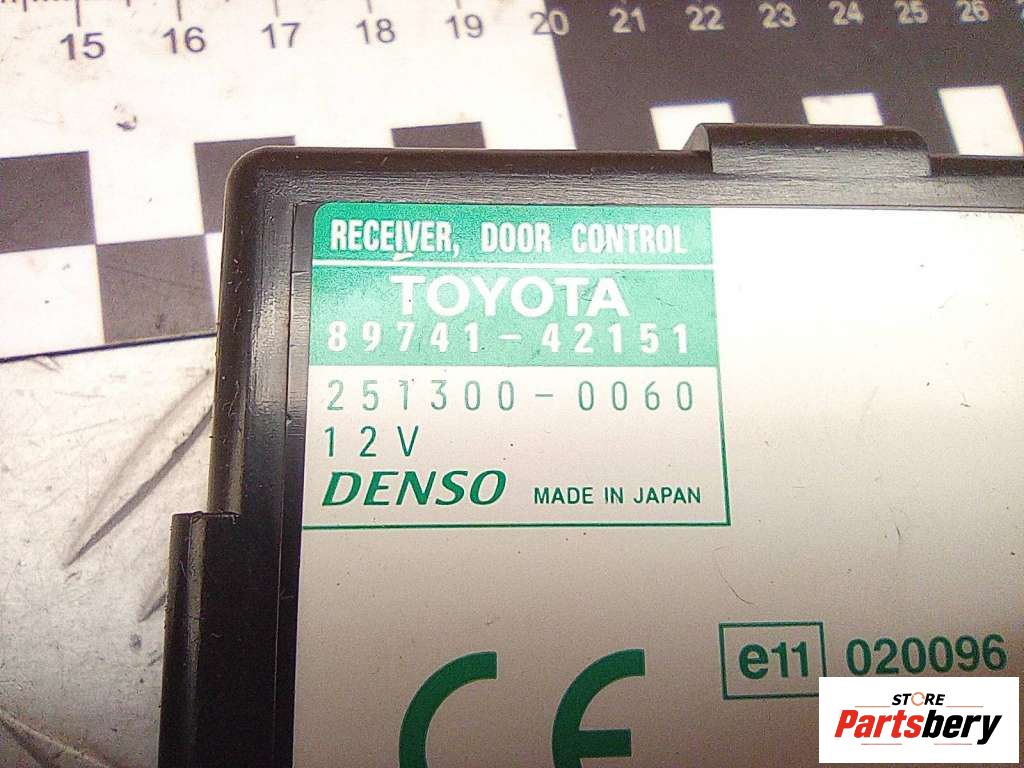 15 16 17 18 19 20 21 22 23 24 25 26
RECEIVER, DOOR CONTROL
TOYOTA
89741-42151
251300-0060
12V
DENSO MADE IN JAPAN
CE
e11 020096
STORE
Partsbery